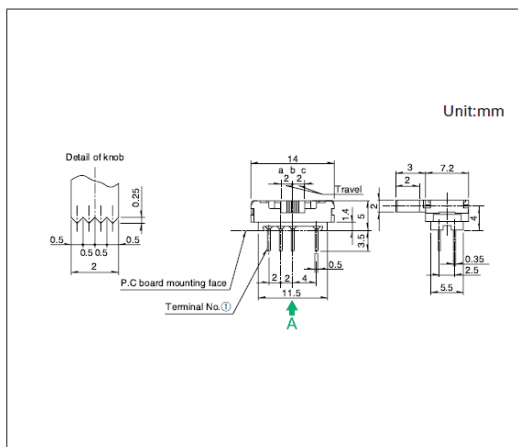 Unit:mm
Detail of knob
0.25
0.5
0.5 0.5
0.5
2
14
a b c
2 2
Travel
1.4
5
3.5
P.C board mounting face
2 2 4
0.5
Terminal No.①
11.5
A
3
7.2
2
2
4
0.35
2.5
5.5